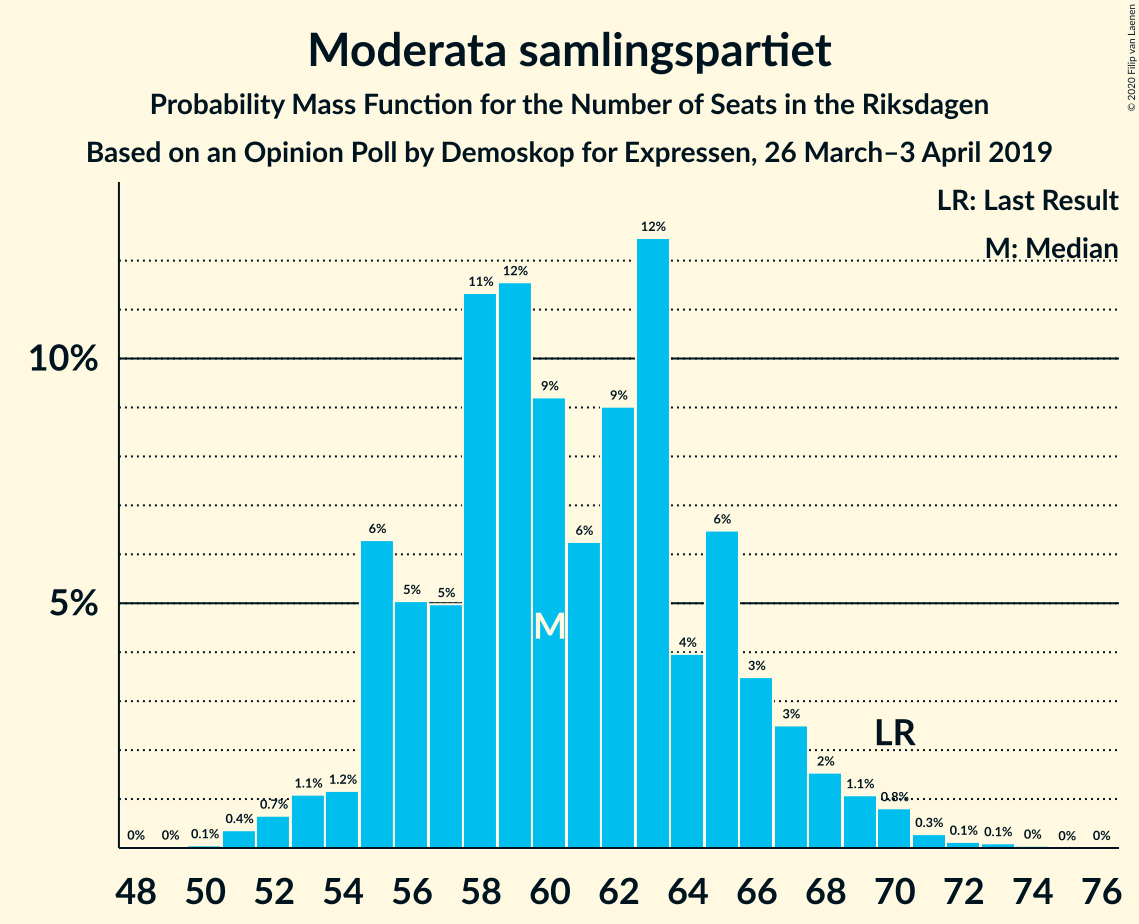 Moderata samlingspartiet
Probability Mass Function for the Number of Seats in the Riksdagen
Based on an Opinion Poll by Demoskop for Expressen, 26 March–3 April 2019
© 2020 Filip van Laenen
LR: Last Result
M: Median
10%
5%
0% 0% 0.1% 0.4% 0.7% 1.1% 1.2% 6% 5% 5% 11% 12% 9% 6% 9% 12% 4% 6% 3% 3% 2% 1.1% 0.8% 0.3% 0.1% 0.1% 0% 0% 0%
M
LR
48 50 52 54 56 58 60 62 64 66 68 70 72 74 76